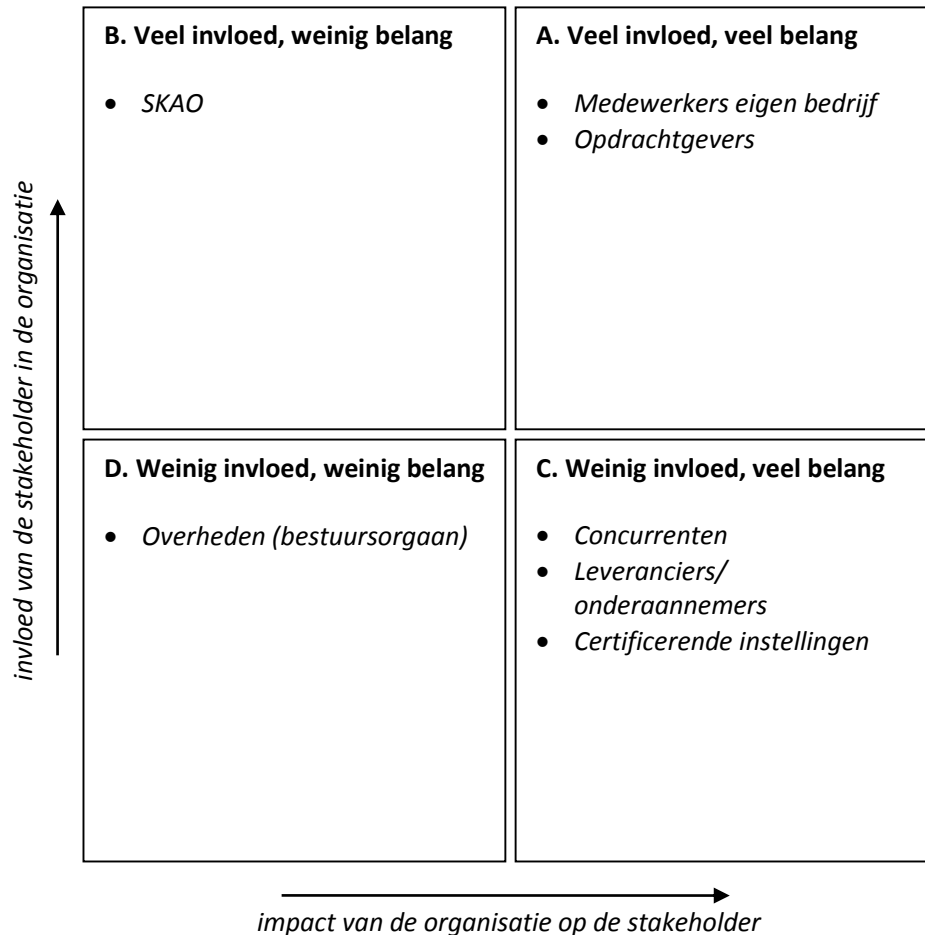 B. Veel invloed, weinig belang
• SKAO
A. Veel invloed, veel belang
• Medewerkers eigen bedrijf
• Opdrachtgevers
D. Weinig invloed, weinig belang
• Overheden (bestuursorgaan)
C. Weinig invloed, veel belang
• Concurrenten
• Leveranciers/
onderaannemers
• Certificerende instellingen
invloed van de stakeholder in de organisatie
impact van de organisatie op de stakeholder